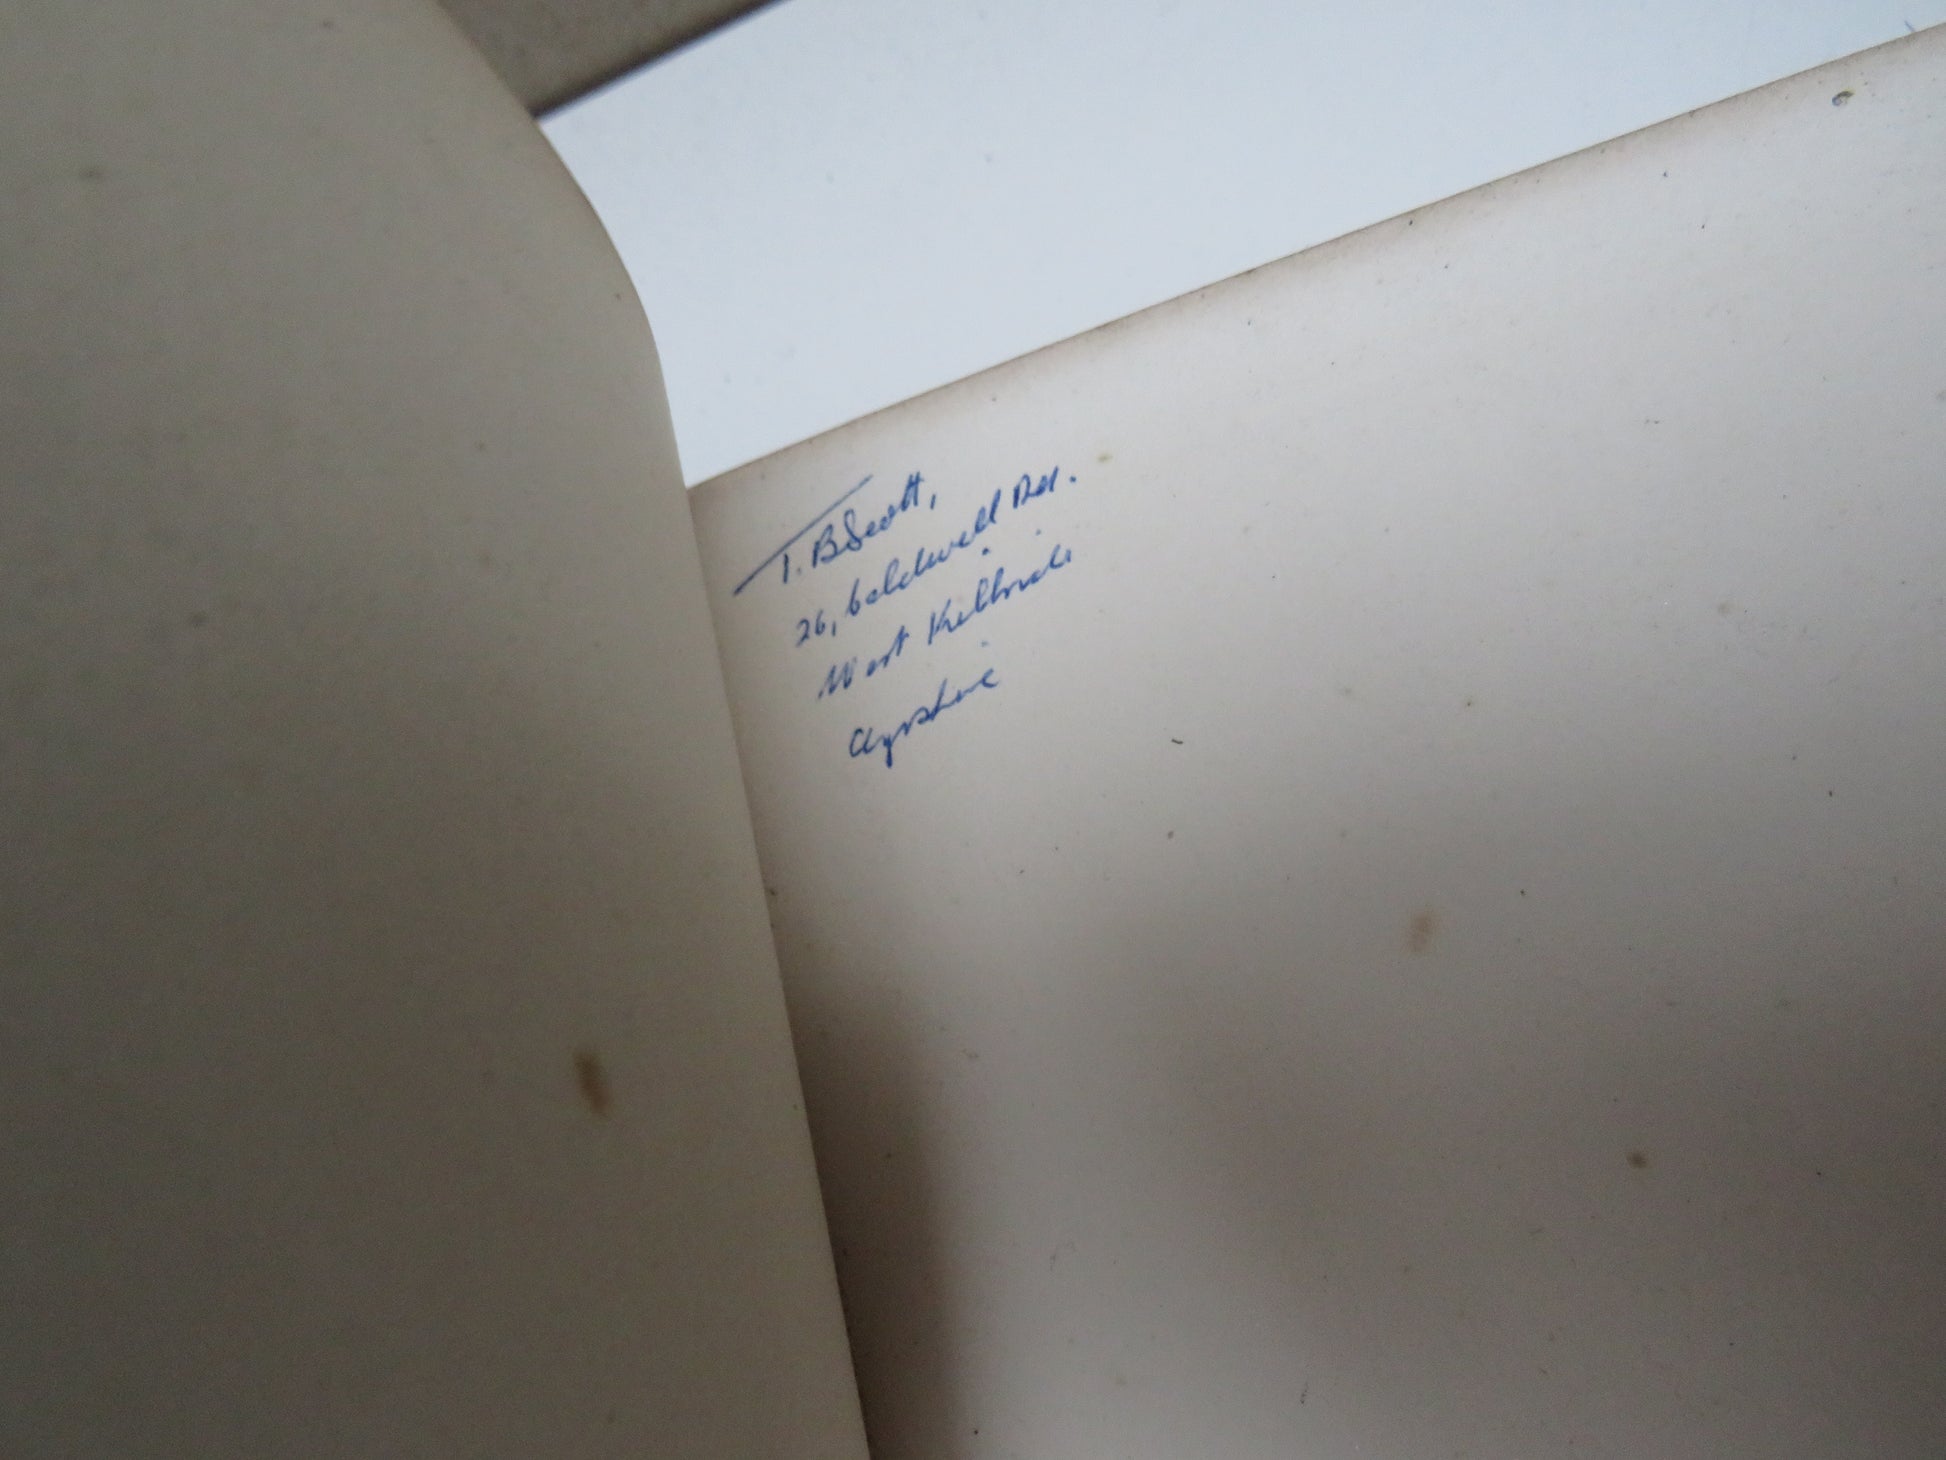 T. B Scott,
26, Caldwell Rd.
West Kilbride
Ayrshire